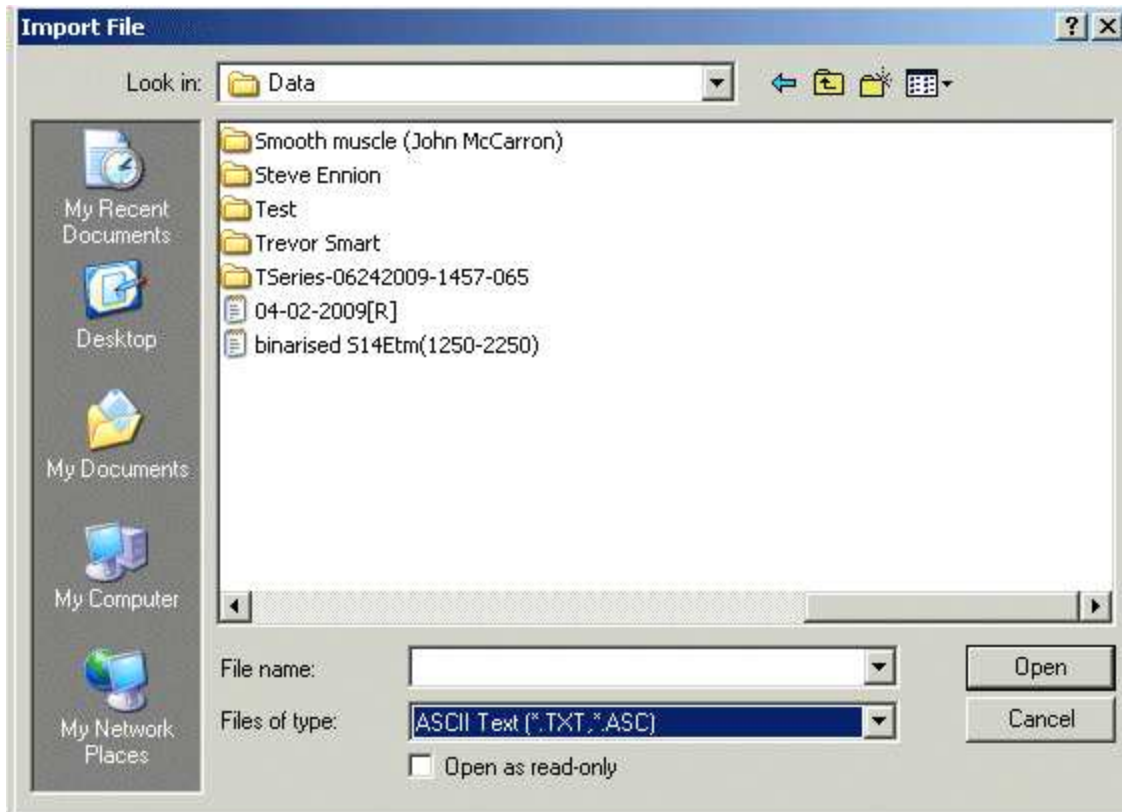 Import File
Look in: Data
My Recent
Documents
Desktop
My Documents
My Computer
My Network
Places
Smooth muscle (John McCarron)
Steve Ennion
Test
Trevor Smart
TSeries-06242009-1457-065
04-02-2009[R]
binarised S14Etm(1250-2250)
File name:
Open
Files of type: ASCII Text (*.TXT,*.ASC)
Cancel
Open as read-only